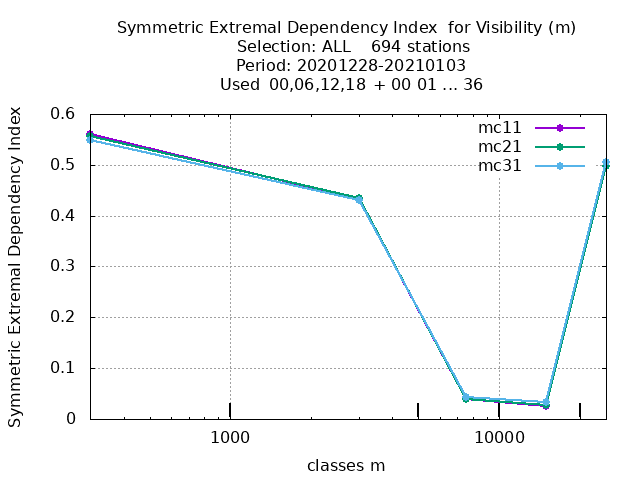 Symmetric Extremal Dependency Index  for Visibility (m)
Selection: ALL    694 stations
Period: 20201228-20210103
Used  00,06,12,18  + 00 01 ... 36
Symmetric Extremal Dependency Index
0.6
0.5
0.4
0.3
0.2
0.1
0
mc11
mc21
mc31
1000
10000
classes m